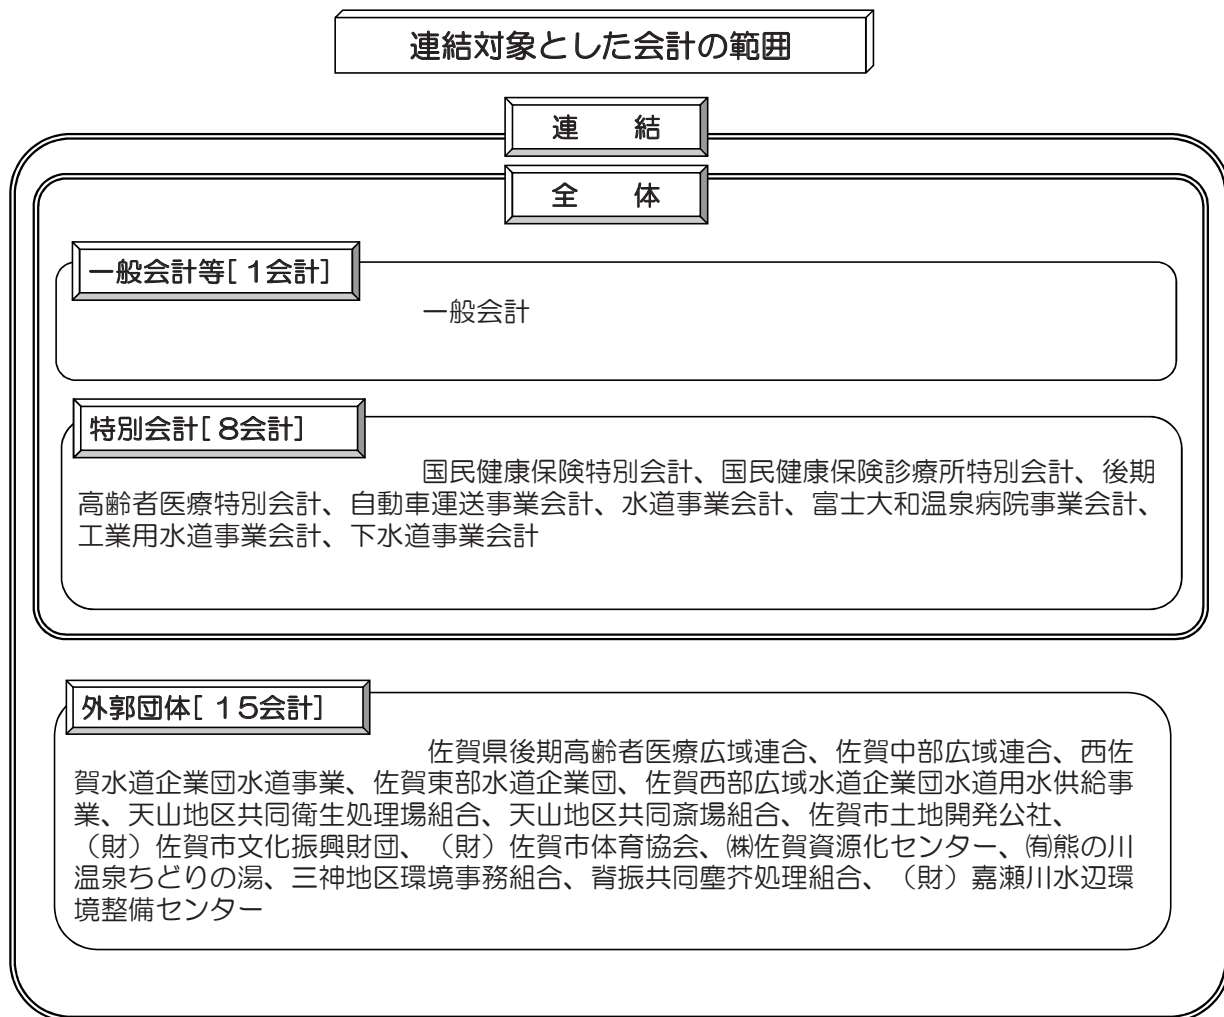 連結対象とした会計の範囲
連　　結
全　　体
一般会計等[ 1会計]
一般会計
特別会計[ 8会計]
国民健康保険特別会計、国民健康保険診療所特別会計、後期
高齢者医療特別会計、自動車運送事業会計、水道事業会計、富士大和温泉病院事業会計、
工業用水道事業会計、下水道事業会計
外郭団体[ 15会計]
佐賀県後期高齢者医療広域連合、佐賀中部広域連合、西佐
賀水道企業団水道事業、佐賀東部水道企業団、佐賀西部広域水道企業団水道用水供給事
業、天山地区共同衛生処理場組合、天山地区共同斎場組合、佐賀市土地開発公社、
（財）佐賀市文化振興財団、（財）佐賀市体育協会、㈱佐賀資源化センター、㈲熊の川
温泉ちどりの湯、三神地区環境事務組合、脊振共同塵芥処理組合、（財）嘉瀬川水辺環
境整備センター